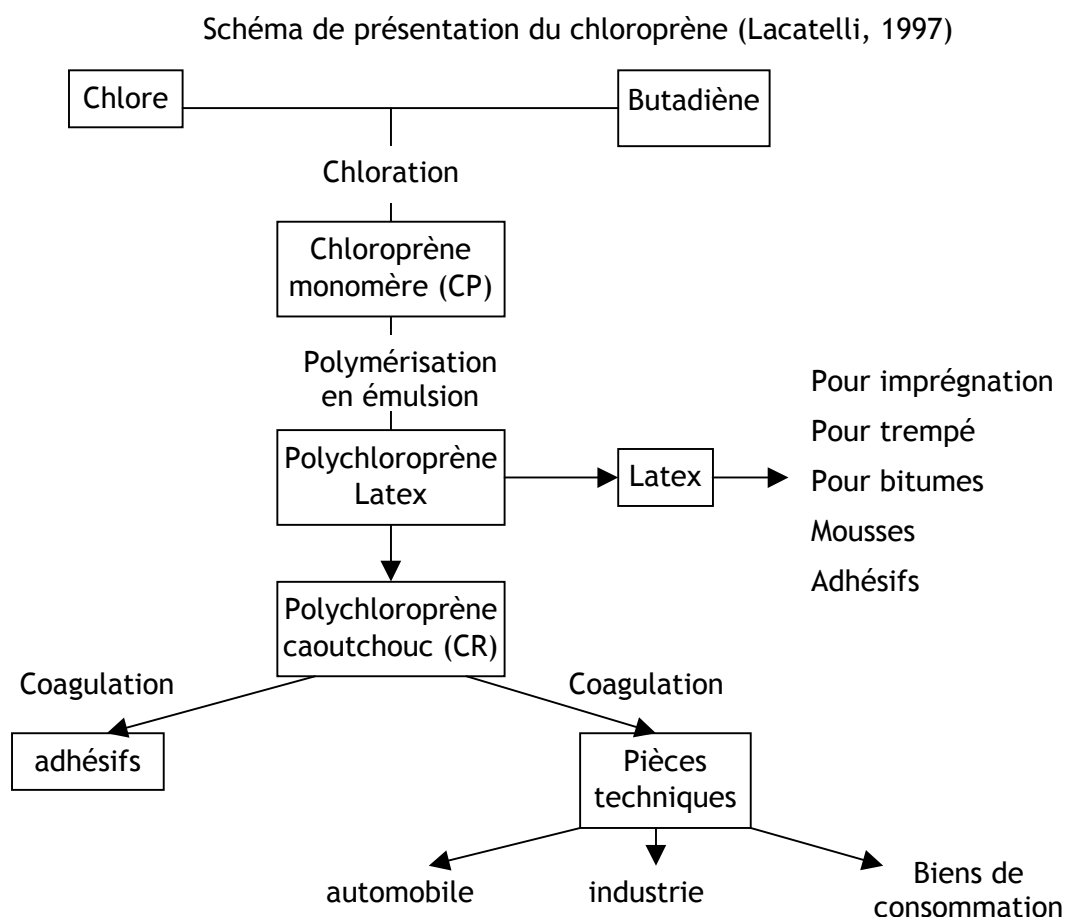 Schéma de présentation du chloroprène (Lacatelli, 1997)
Chlore
Butadiène
Chloration
Chloroprène
monomère (CP)
Polymérisation
en émulsion
Polychloroprène
Latex
Latex
Pour imprégnation
Pour trempé
Pour bitumes
Mousses
Adhésifs
Polychloroprène
caoutchouc (CR)
Coagulation
Coagulation
adhésifs
Pièces
techniques
automobile
industrie
Biens de
consommation